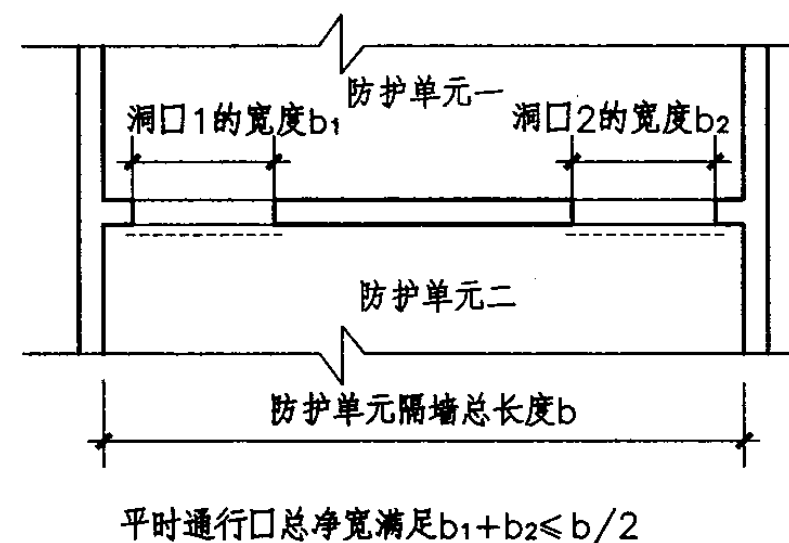 防护单元一
洞口1的宽度b₁
洞口2的宽度b₂
防护单元二
防护单元隔墙总长度b
平时通行口总净宽满足b₁+b₂≤b/2